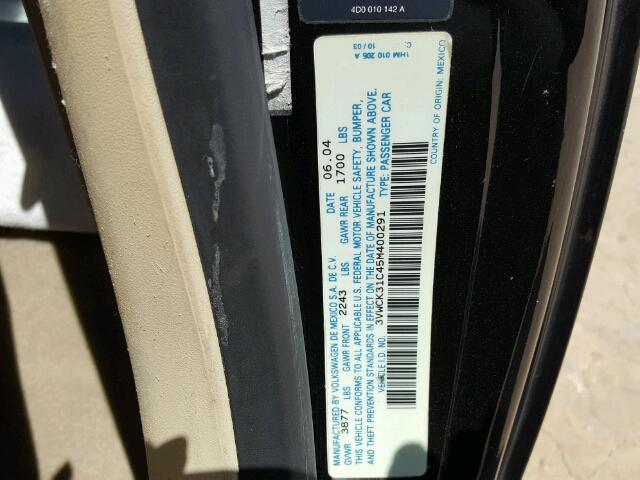 4D0 010 142 A
1HM 010 205 A
10/03
C
MANUFACTURED BY VOLKSWAGEN DE MEXICO S.A. DE C.V. DATE 06.04
GVWR 3877 LBS GAWR FRONT 2243 LBS GAWR REAR 1700 LBS
THIS VEHICLE CONFORMS TO ALL APPLICABLE U.S. FEDERAL MOTOR VEHICLE SAFETY, BUMPER,
AND THEFT PREVENTION STANDARDS IN EFFECT ON THE DATE OF MANUFACTURE SHOWN ABOVE.
VEHICLE I.D. NO. 3VWCK31C45M400291 TYPE: PASSENGER CAR
COUNTRY OF ORIGIN: MEXICO